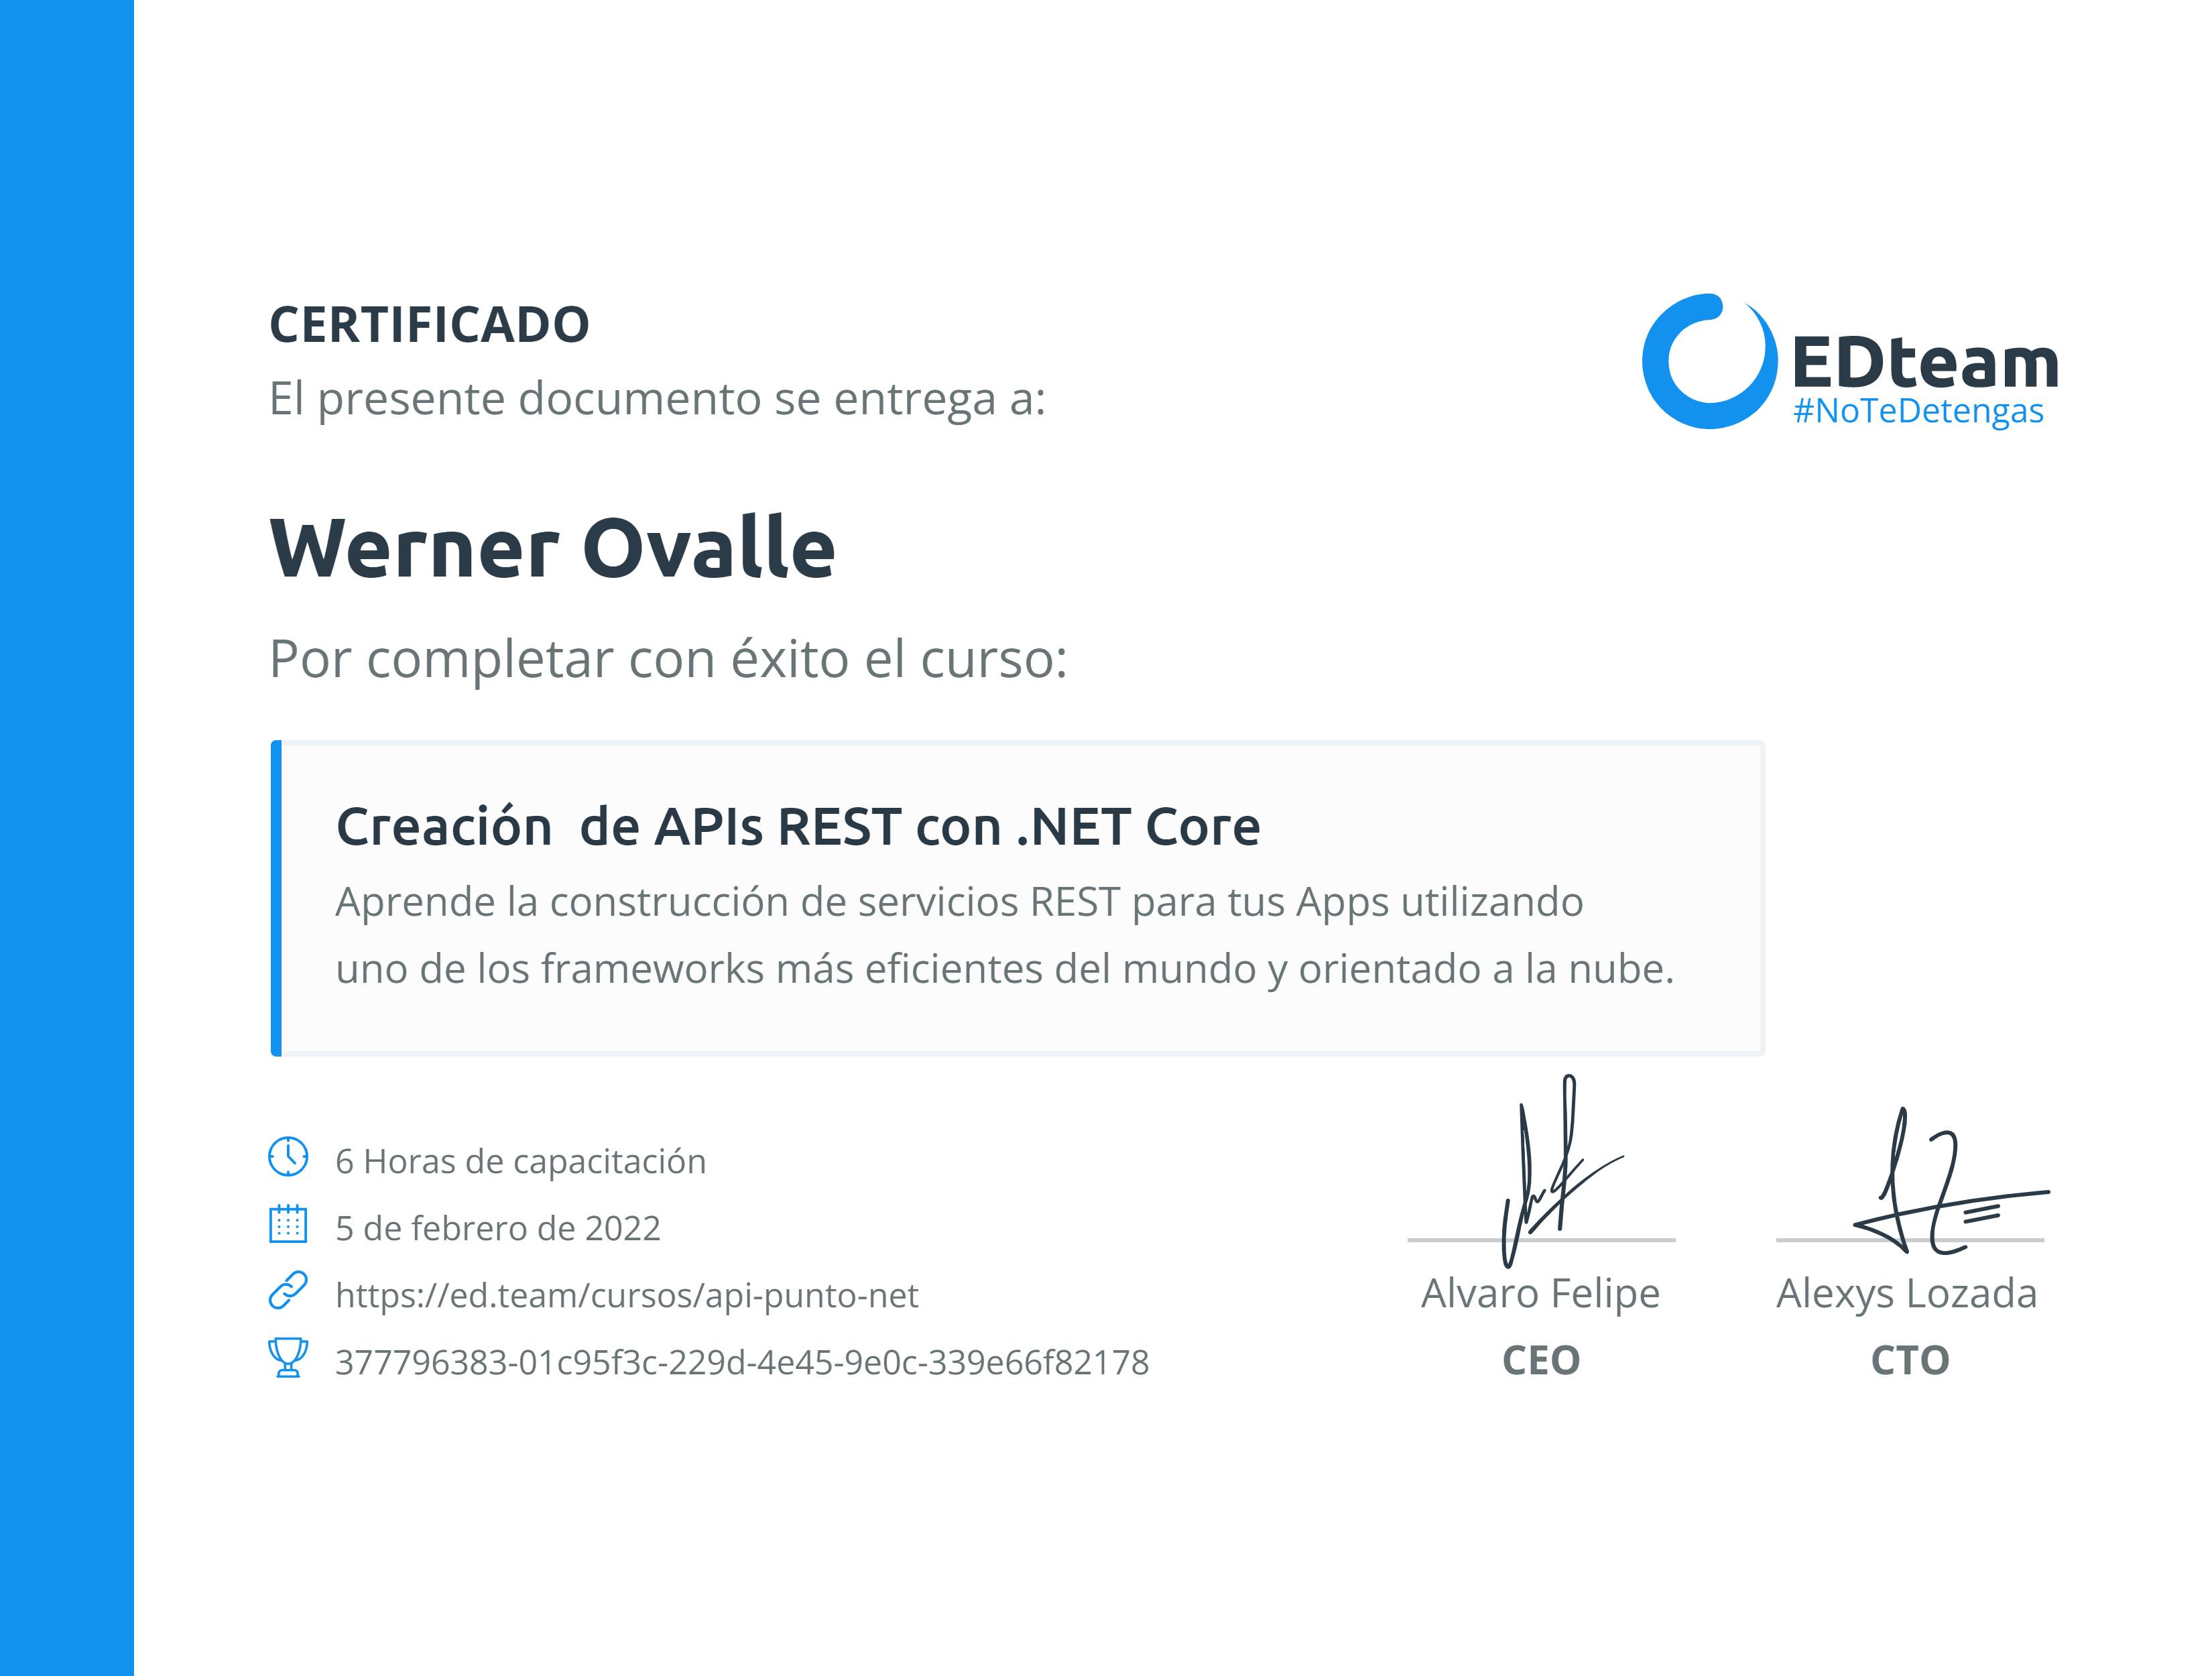 CERTIFICADO
El presente documento se entrega a:
EDteam
#NoTeDetengas
Werner Ovalle
Por completar con éxito el curso:
Creación  de APIs REST con .NET Core
Aprende la construcción de servicios REST para tus Apps utilizando
uno de los frameworks más eficientes del mundo y orientado a la nube.
6 Horas de capacitación
5 de febrero de 2022
https://ed.team/cursos/api-punto-net
377796383-01c95f3c-229d-4e45-9e0c-339e66f82178
Alvaro Felipe
CEO
Alexys Lozada
CTO